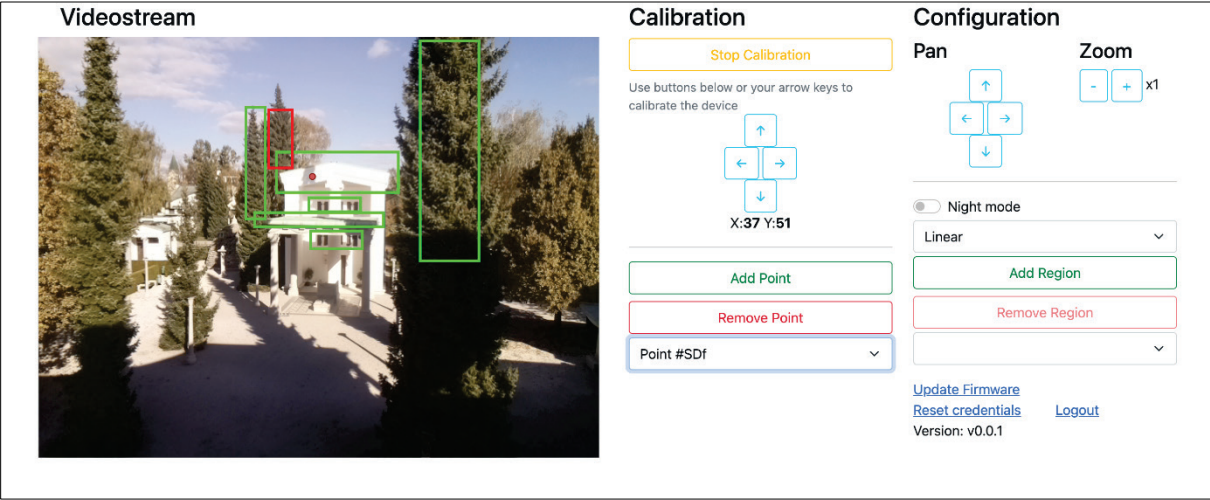 Videostream
Calibration
Stop Calibration
Use buttons below or your arrow keys to
calibrate the device
↑
← →
↓
X:37 Y:51
Add Point
Remove Point
Point #SDf
Configuration
Pan
↑
← →
↓
Zoom
- + x1
Night mode
Linear
Add Region
Remove Region
Update Firmware
Reset credentials Logout
Version: v0.0.1